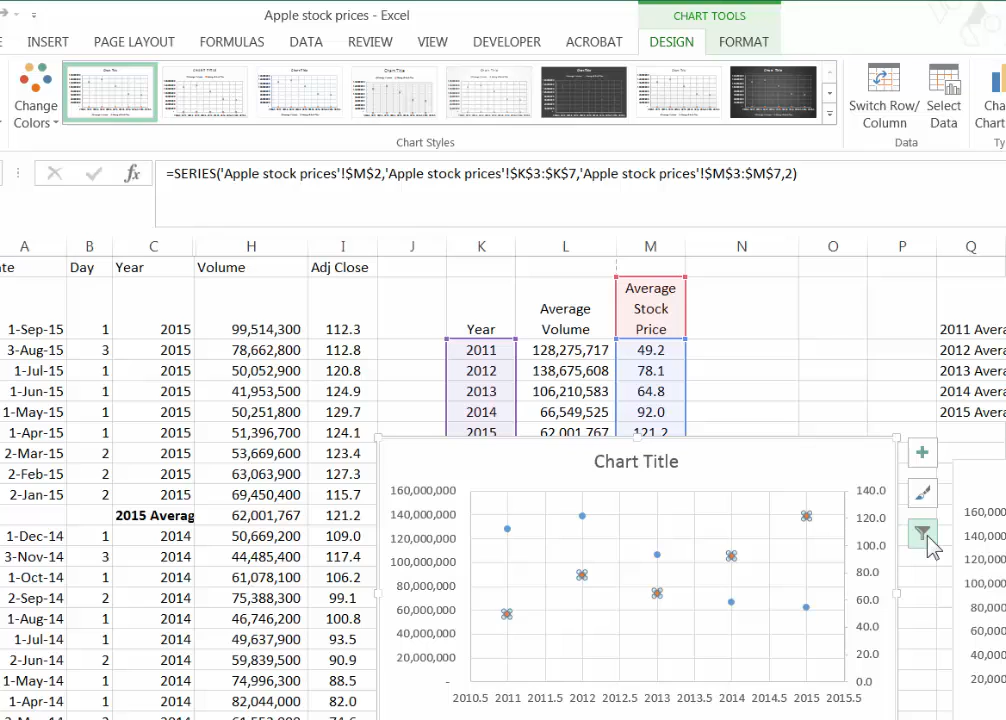 Apple stock prices - Excel
CHART TOOLS
INSERT PAGE LAYOUT FORMULAS DATA REVIEW VIEW DEVELOPER ACROBAT DESIGN FORMAT
Change Colors
Chart Styles
Switch Row/ Column
Select Data
Data
=SERIES('Apple stock prices'!$M$2,'Apple stock prices'!$K$3:$K$7,'Apple stock prices'!$M$3:$M$7,2)
A B C H I J K L M N O P Q
Day Year Volume Adj Close
Average Volume
Average Stock Price
1-Sep-15 1 2015 99,514,300 112.3 Year
3-Aug-15 3 2015 78,662,800 112.8 2011 128,275,717 49.2 2011
1-Jul-15 1 2015 50,052,900 120.8 2012 138,675,608 78.1 2012
1-Jun-15 1 2015 41,953,500 124.9 2013 106,210,583 64.8 2013
1-May-15 1 2015 50,251,800 129.7 2014 66,549,525 92.0 2014
1-Apr-15 1 2015 51,396,700 124.1 2015 62,001,767 121.2 2015
2-Mar-15 2 2015 53,669,600 123.4
2-Feb-15 2 2015 63,063,900 127.3
2-Jan-15 2 2015 69,450,400 115.7
2015 Averag 62,001,767 121.2
1-Dec-14 1 2014 50,669,200 109.0
3-Nov-14 3 2014 44,485,400 117.4
1-Oct-14 1 2014 61,078,100 106.2
2-Sep-14 2 2014 75,388,300 99.1
1-Aug-14 1 2014 46,746,200 100.8
1-Jul-14 1 2014 49,637,900 93.5
2-Jun-14 2 2014 59,839,500 90.9
1-May-14 1 2014 74,996,300 88.5
1-Apr-14 1 2014 82,044,000 82.0
Chart Title
160,000,000 140.0
140,000,000 120.0
120,000,000 100.0
100,000,000 80.0
80,000,000 60.0
60,000,000 40.0
40,000,000 20.0
20,000,000 0.0
-
2010.5 2011 2011.5 2012 2012.5 2013 2013.5 2014 2014.5 2015 2015.5